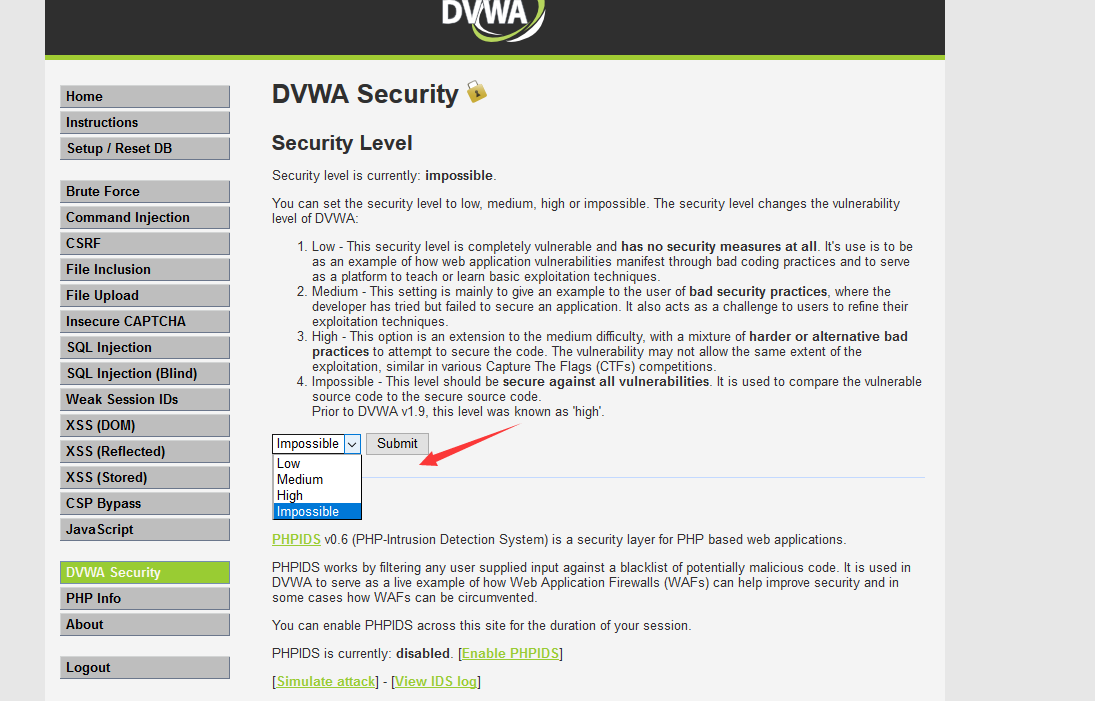 DVWA
Home
Instructions
Setup / Reset DB
Brute Force
Command Injection
CSRF
File Inclusion
File Upload
Insecure CAPTCHA
SQL Injection
SQL Injection (Blind)
Weak Session IDs
XSS (DOM)
XSS (Reflected)
XSS (Stored)
CSP Bypass
JavaScript
DVWA Security
PHP Info
About
Logout
DVWA Security
Security Level
Security level is currently: impossible.
You can set the security level to low, medium, high or impossible. The security level changes the vulnerability
level of DVWA:
1. Low - This security level is completely vulnerable and has no security measures at all. It's use is to be
as an example of how web application vulnerabilities manifest through bad coding practices and to serve
as a platform to teach or learn basic exploitation techniques.
2. Medium - This setting is mainly to give an example to the user of bad security practices, where the
developer has tried but failed to secure an application. It also acts as a challenge to users to refine their
exploitation techniques.
3. High - This option is an extension to the medium difficulty, with a mixture of harder or alternative bad
practices to attempt to secure the code. The vulnerability may not allow the same extent of the
exploitation, similar in various Capture The Flags (CTFs) competitions.
4. Impossible - This level should be secure against all vulnerabilities. It is used to compare the vulnerable
source code to the secure source code.
Prior to DVWA v1.9, this level was known as 'high'.
Impossible Submit
Low
Medium
High
Impossible
PHPIDS v0.6 (PHP-Intrusion Detection System) is a security layer for PHP based web applications.
PHPIDS works by filtering any user supplied input against a blacklist of potentially malicious code. It is used in
DVWA to serve as a live example of how Web Application Firewalls (WAFs) can help improve security and in
some cases how WAFs can be circumvented.
You can enable PHPIDS across this site for the duration of your session.
PHPIDS is currently: disabled. [Enable PHPIDS]
[Simulate attack] - [View IDS log]